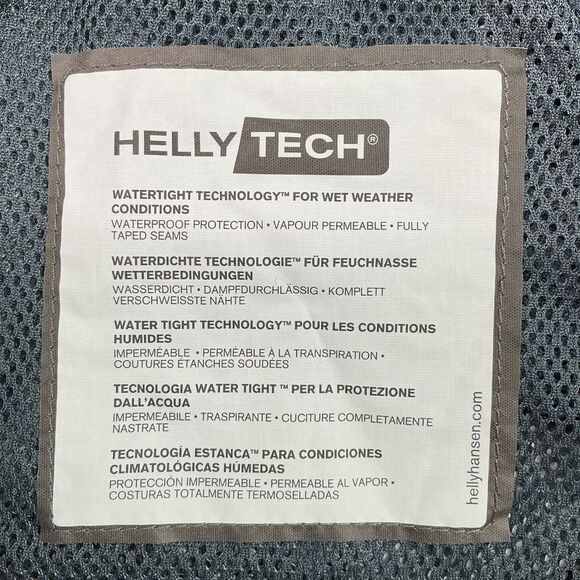 HELLY TECH®
WATERTIGHT TECHNOLOGY™ FOR WET WEATHER
CONDITIONS
WATERPROOF PROTECTION • VAPOUR PERMEABLE • FULLY
TAPED SEAMS
WATERDICHTE TECHNOLOGIE™ FÜR FEUCHNASSE
WETTERBEDINGUNGEN
WASSERDICHT • DAMPFDURCHLÄSSIG • KOMPLETT
VERSCHWEISSTE NÄHTE
WATER TIGHT TECHNOLOGY™ POUR LES CONDITIONS
HUMIDES
IMPERMÉABLE • PERMÉABLE À LA TRANSPIRATION •
COUTURES ÉTANCHES SOUDÉES
TECNOLOGIA WATER TIGHT ™ PER LA PROTEZIONE
DALL'ACQUA
IMPERMEABILE • TRASPIRANTE • CUCITURE COMPLETAMENTE
NASTRATE
TECNOLOGÍA ESTANCA™ PARA CONDICIONES
CLIMATOLÓGICAS HÚMEDAS
PROTECCIÓN IMPERMEABLE • PERMEABLE AL VAPOR •
COSTURAS TOTALMENTE TERMOSELLADAS
hellyhansen.com